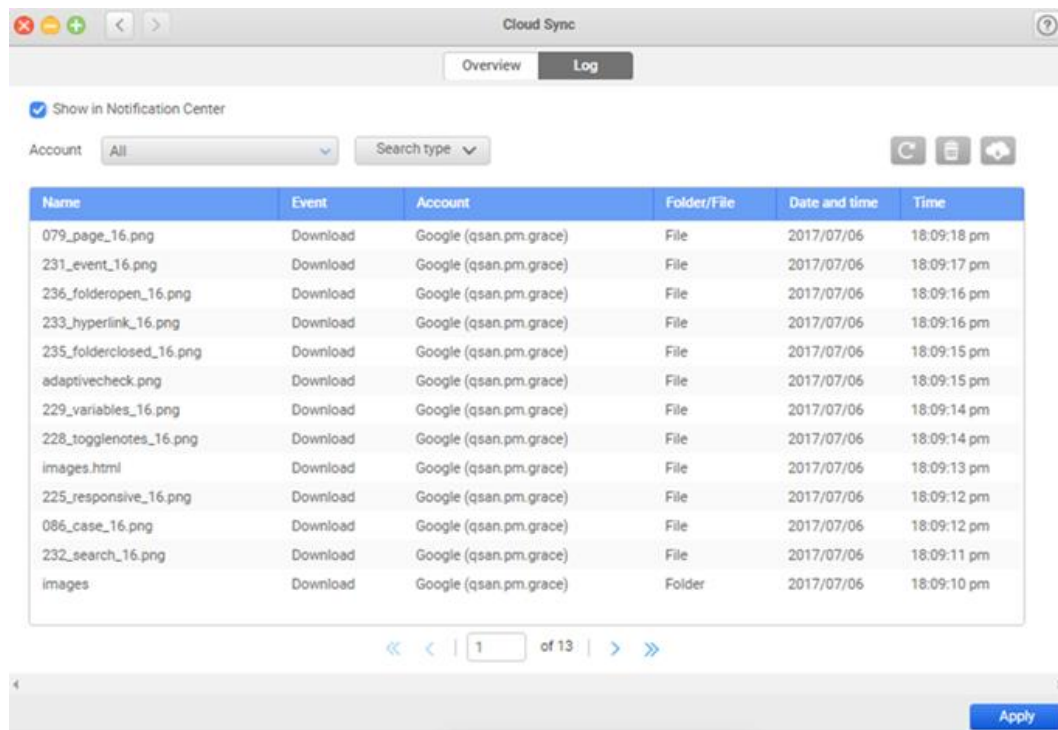 Cloud Sync
Overview Log
Show in Notification Center
Account All Search type
Name Event Account Folder/File Date and time Time
079_page_16.png Download Google (qsan.pm.grace) File 2017/07/06 18:09:18 pm
231_event_16.png Download Google (qsan.pm.grace) File 2017/07/06 18:09:17 pm
236_folderopen_16.png Download Google (qsan.pm.grace) File 2017/07/06 18:09:16 pm
233_hyperlink_16.png Download Google (qsan.pm.grace) File 2017/07/06 18:09:16 pm
235_folderclosed_16.png Download Google (qsan.pm.grace) File 2017/07/06 18:09:15 pm
adaptivecheck.png Download Google (qsan.pm.grace) File 2017/07/06 18:09:15 pm
229_variables_16.png Download Google (qsan.pm.grace) File 2017/07/06 18:09:14 pm
228_togglenotes_16.png Download Google (qsan.pm.grace) File 2017/07/06 18:09:14 pm
images.html Download Google (qsan.pm.grace) File 2017/07/06 18:09:13 pm
225_responsive_16.png Download Google (qsan.pm.grace) File 2017/07/06 18:09:12 pm
086_case_16.png Download Google (qsan.pm.grace) File 2017/07/06 18:09:12 pm
232_search_16.png Download Google (qsan.pm.grace) File 2017/07/06 18:09:11 pm
images Download Google (qsan.pm.grace) Folder 2017/07/06 18:09:10 pm
1 of 13
Apply